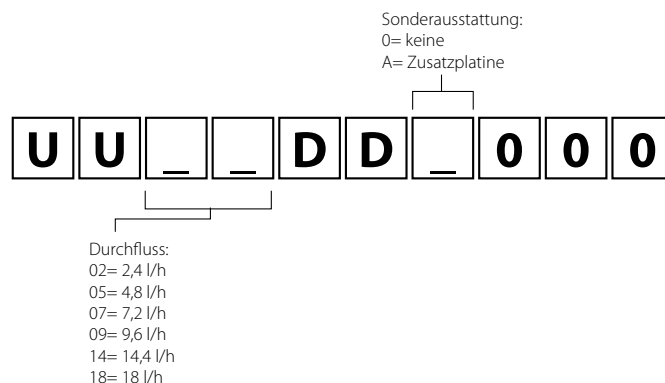 Sonderausstattung:
0= keine
A= Zusatzplatine
U U _ _ D D _ 0 0 0
Durchfluss:
02= 2,4 l/h
05= 4,8 l/h
07= 7,2 l/h
09= 9,6 l/h
14= 14,4 l/h
18= 18 l/h